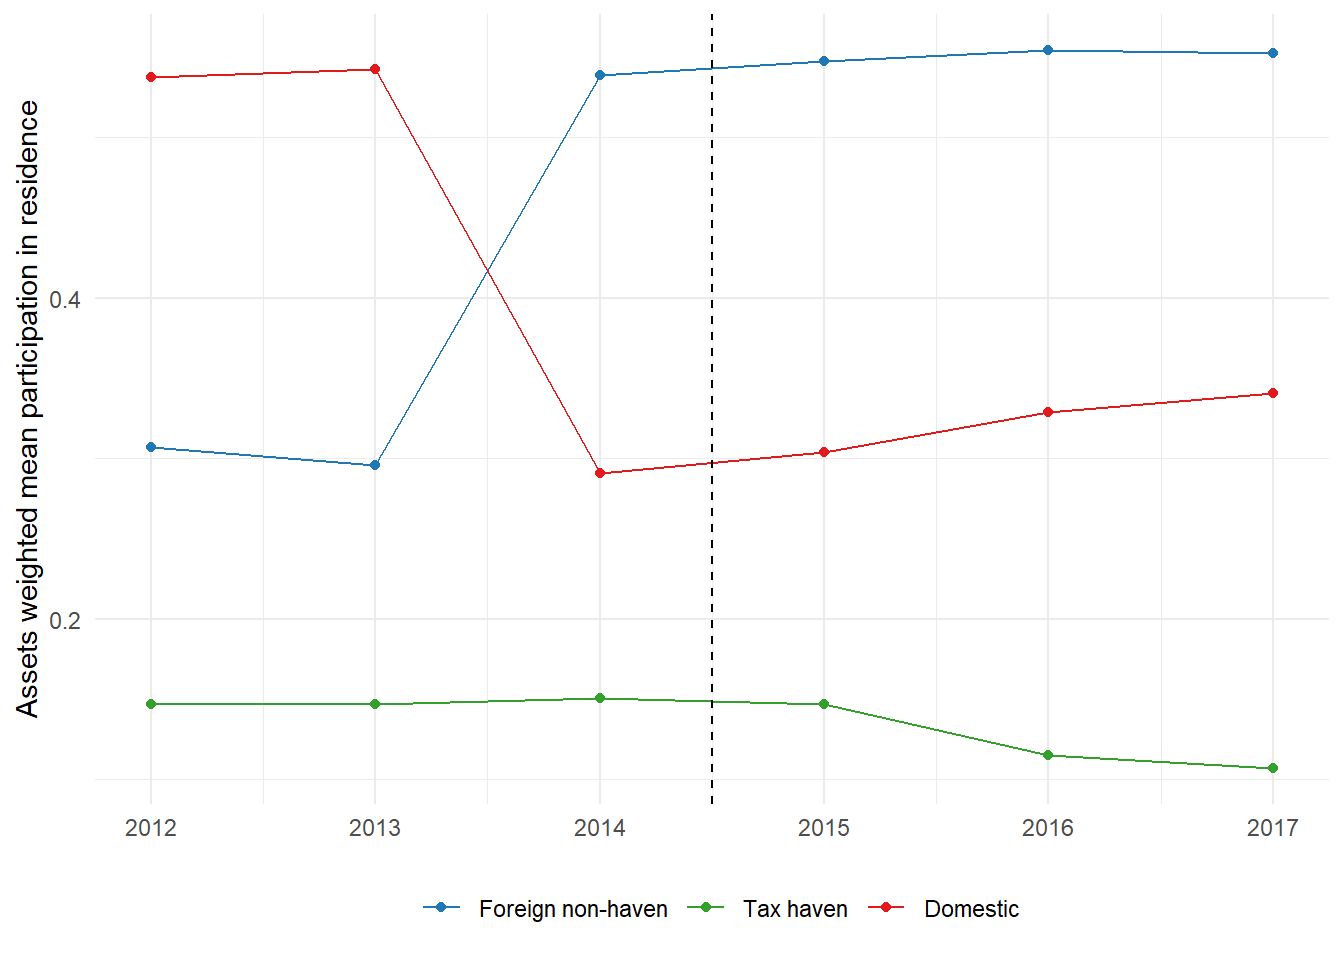 Assets weighted mean participation in residence
0.4
0.2
2012 2013 2014 2015 2016 2017
Foreign non-haven Tax haven Domestic